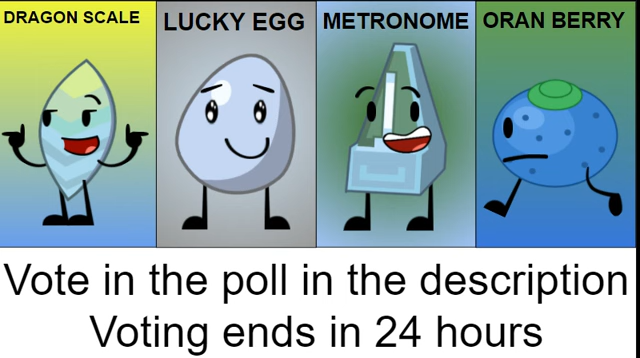 DRAGON SCALE
LUCKY EGG
METRONOME
ORAN BERRY
Vote in the poll in the description
Voting ends in 24 hours